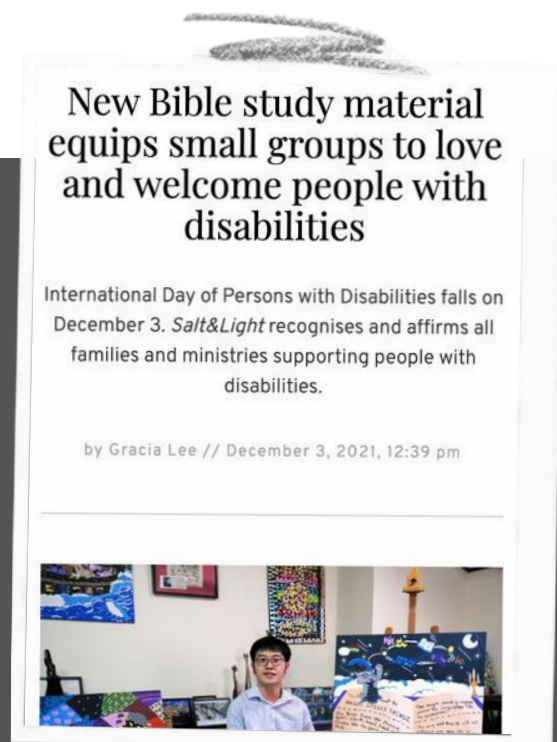 New Bible study material
equips small groups to love
and welcome people with
disabilities
International Day of Persons with Disabilities falls on
December 3. Salt&Light recognises and affirms all
families and ministries supporting people with
disabilities.
by Gracia Lee // December 3, 2021, 12:39 pm